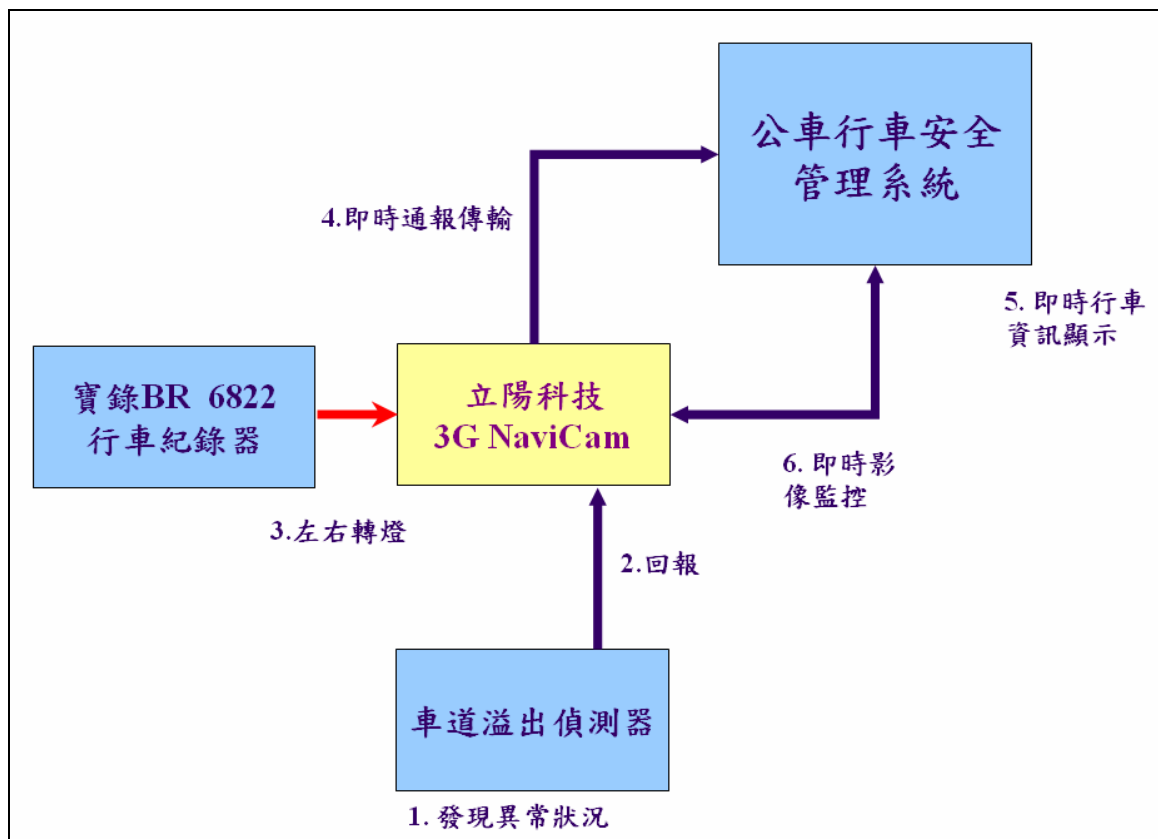 公車行車安全
管理系統
4.即時通報傳輸
5. 即時行車
資訊顯示
寶錄BR 6822
行車紀錄器
立陽科技
3G NaviCam
6. 即時影
像監控
3.左右轉燈
2.回報
車道溢出偵測器
1. 發現異常狀況